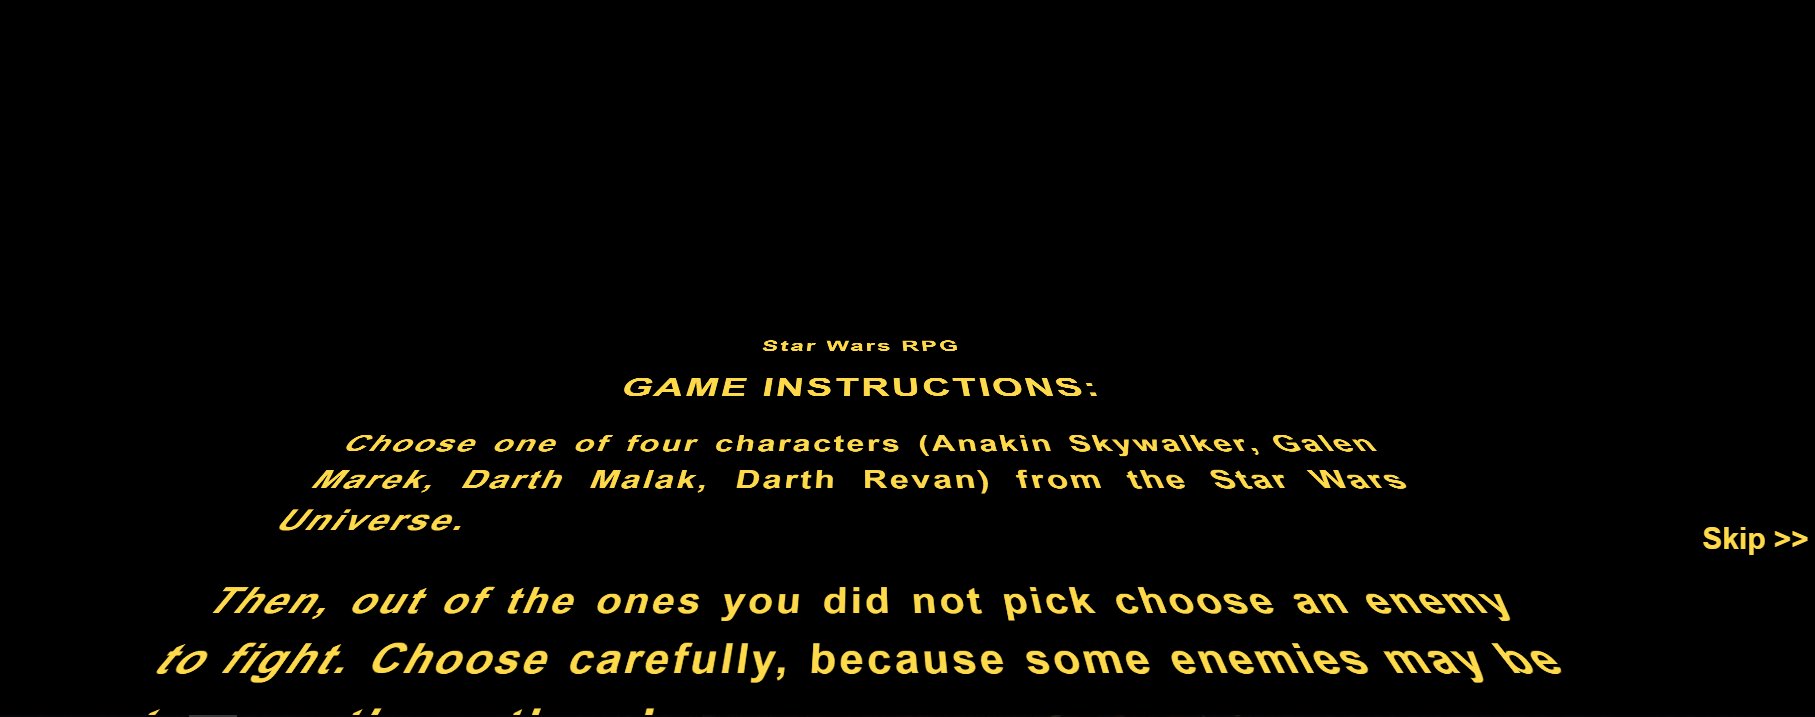 Star Wars RPG
GAME INSTRUCTIONS:
Choose one of four characters (Anakin Skywalker, Galen
Marek, Darth Malak, Darth Revan) from the Star Wars
Universe.
Skip >>
Then, out of the ones you did not pick choose an enemy
to fight. Choose carefully, because some enemies may be